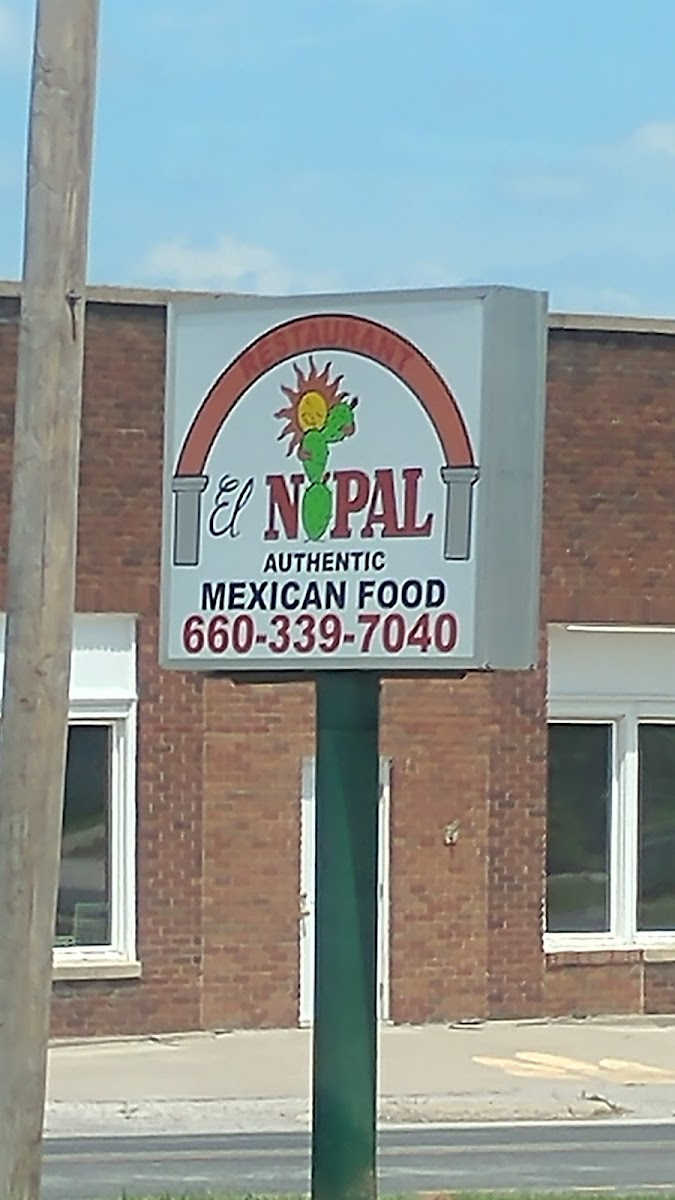 RESTAURANT
El NOPAL
AUTHENTIC
MEXICAN FOOD
660-339-7040